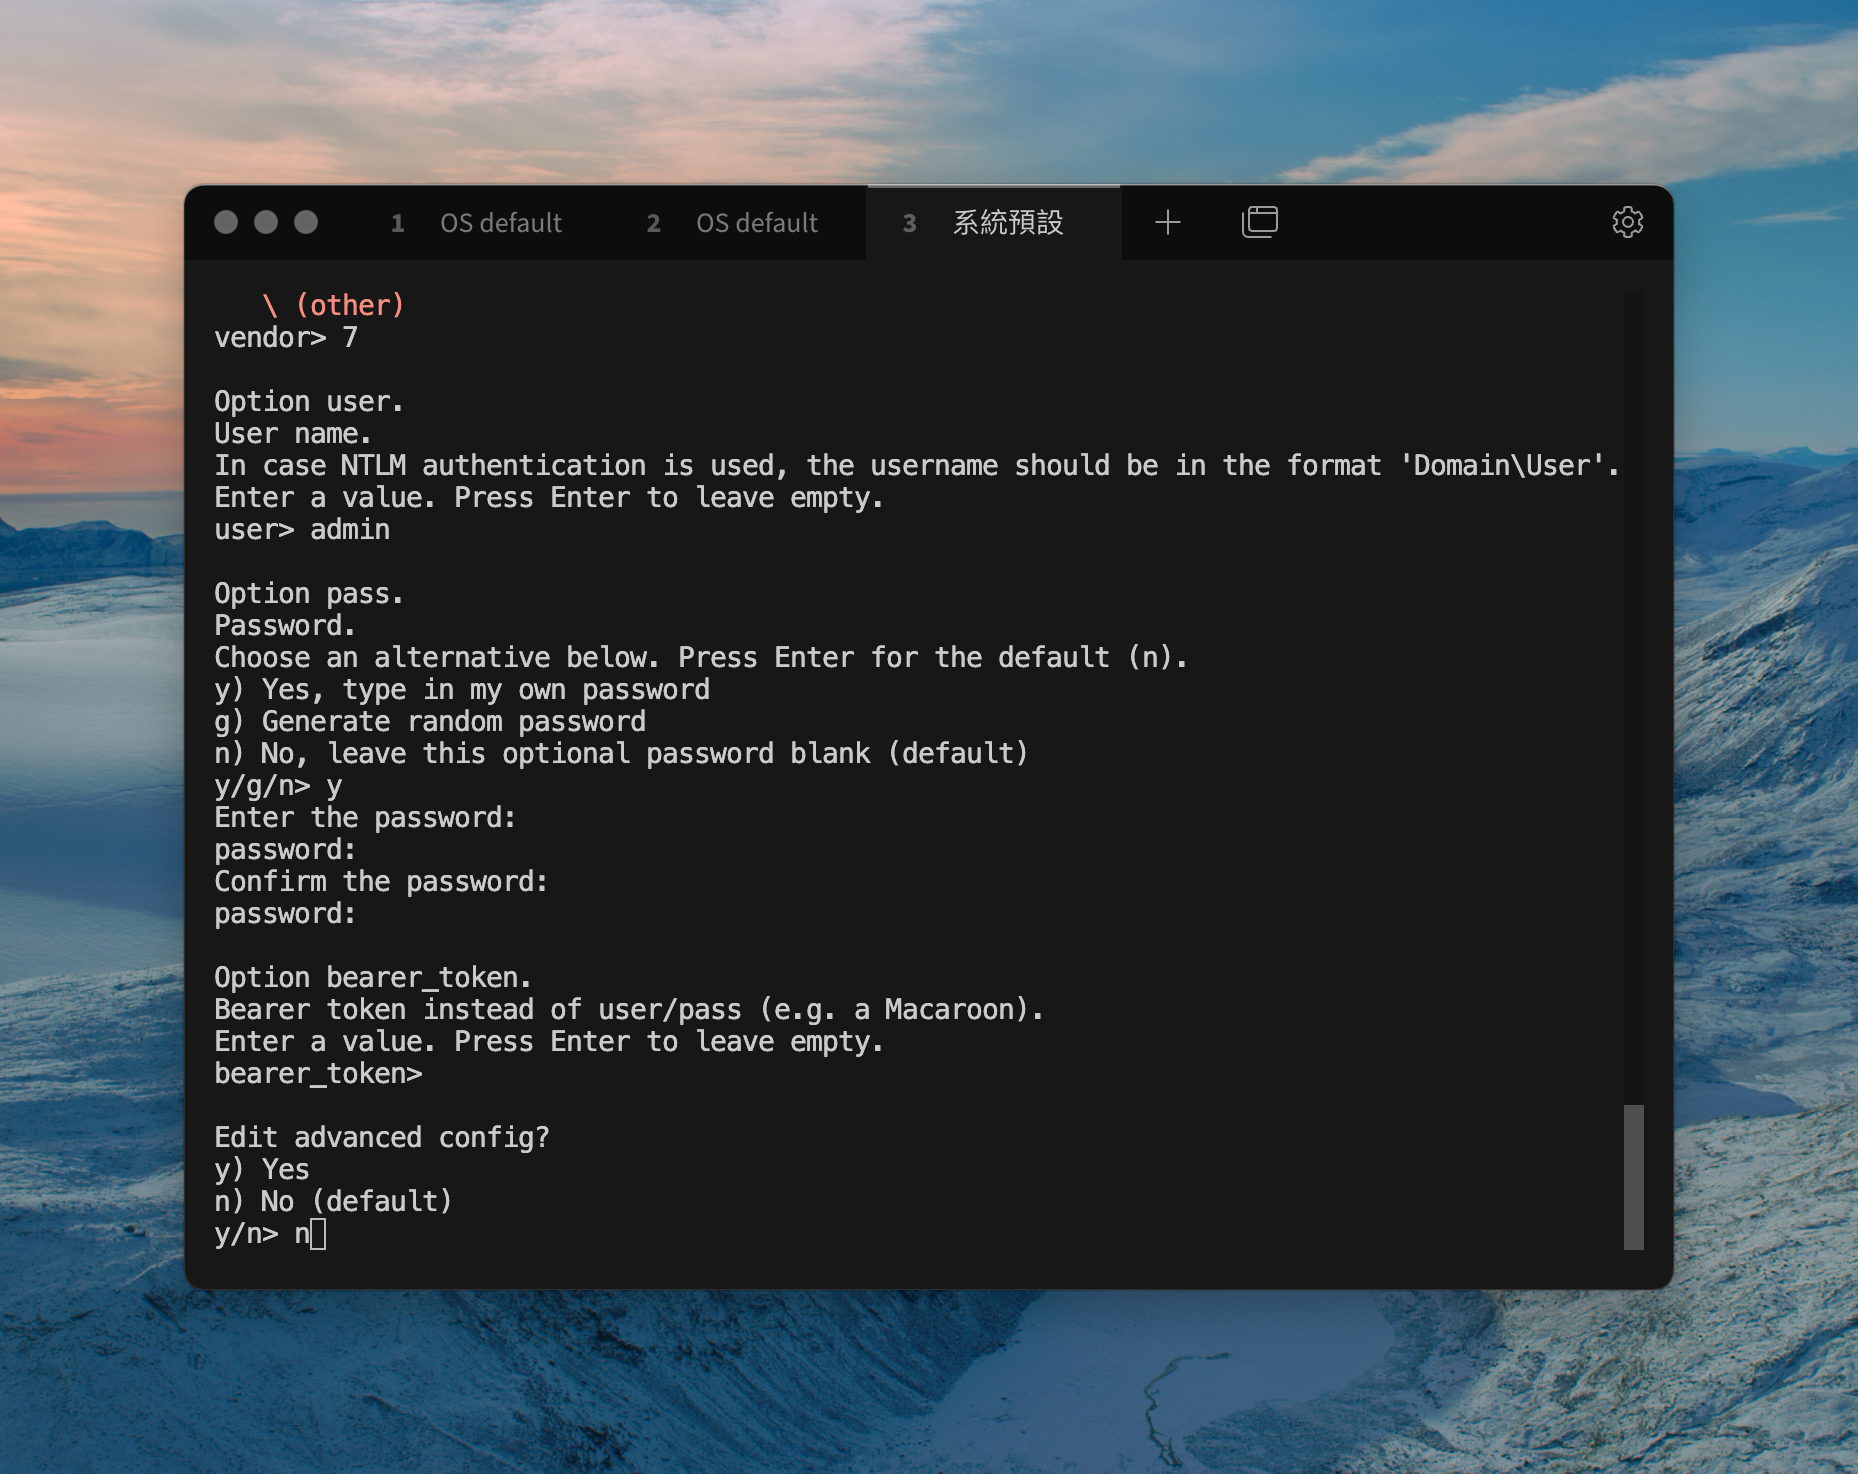 1 OS default 2 OS default 3 系統預設
\ (other)
vendor> 7
Option user.
User name.
In case NTLM authentication is used, the username should be in the format 'Domain\User'.
Enter a value. Press Enter to leave empty.
user> admin
Option pass.
Password.
Choose an alternative below. Press Enter for the default (n).
y) Yes, type in my own password
g) Generate random password
n) No, leave this optional password blank (default)
y/g/n> y
Enter the password:
password:
Confirm the password:
password:
Option bearer_token.
Bearer token instead of user/pass (e.g. a Macaroon).
Enter a value. Press Enter to leave empty.
bearer_token>
Edit advanced config?
y) Yes
n) No (default)
y/n> n